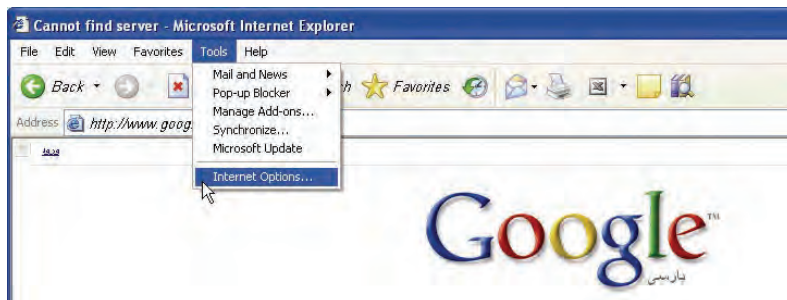 Cannot find server - Microsoft Internet Explorer
File Edit View Favorites Tools Help
Back Favorites
Mail and News
Pop-up Blocker
Manage Add-ons...
Synchronize...
Microsoft Update
Internet Options...
Address http://www.goog
Google™
پارسی